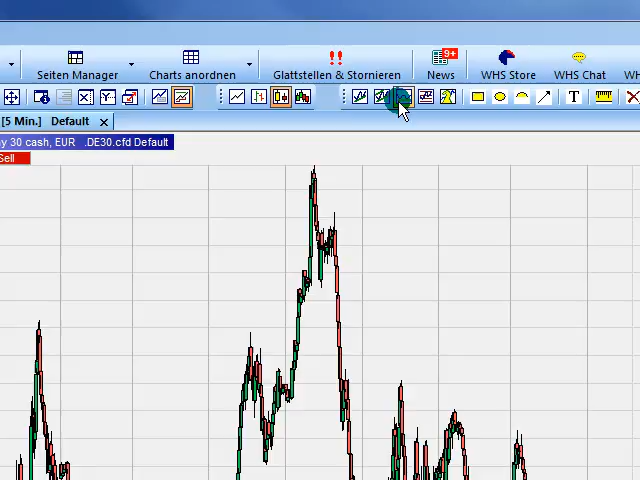 9+
Seiten Manager
Charts anordnen
Glattstellen & Stornieren
News
WHS Store
WHS Chat
T
[5 Min.] Default
30 cash, EUR .DE30.cfd Default
Sell